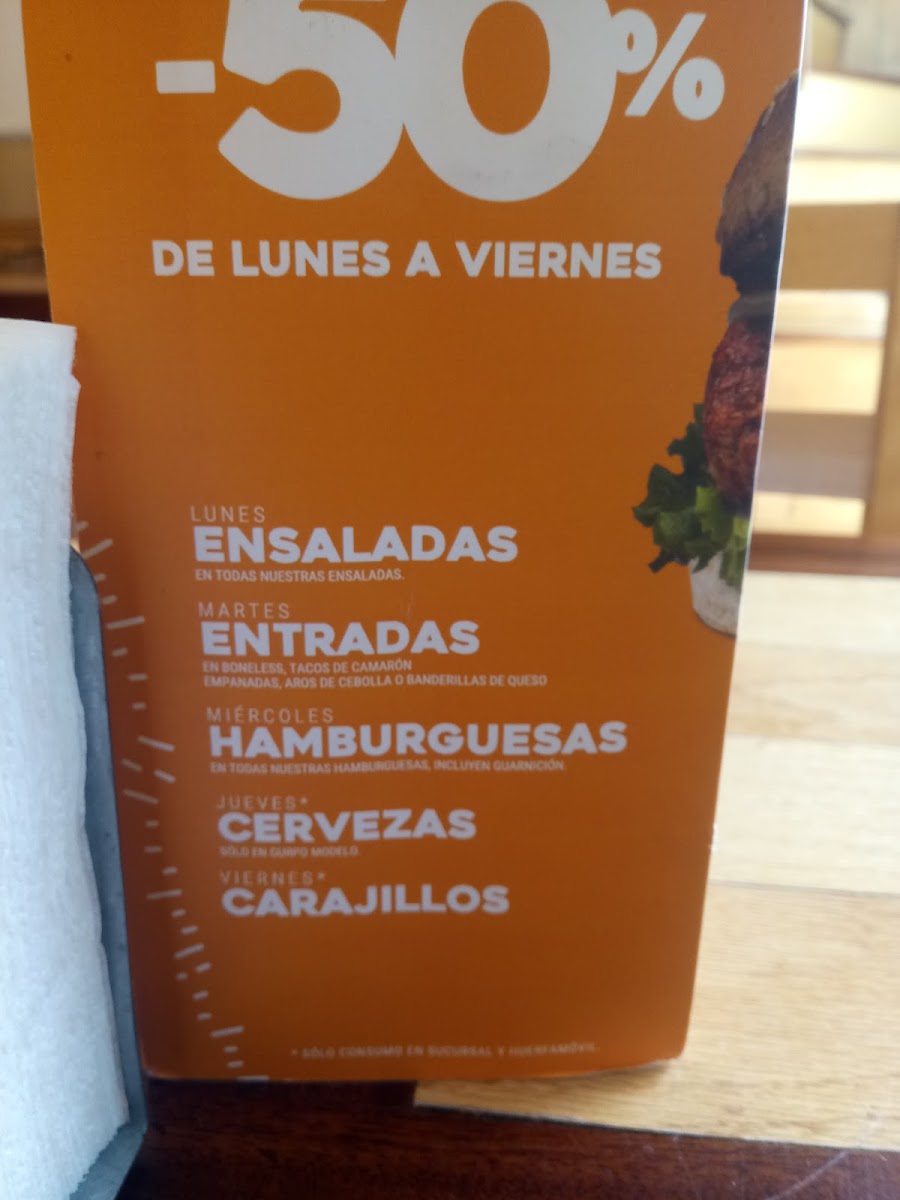 -50%
DE LUNES A VIERNES
LUNES
ENSALADAS
EN TODAS NUESTRAS ENSALADAS.
MARTES
ENTRADAS
EN BONELESS, TACOS DE CAMARÓN
EMPANADAS, AROS DE CEBOLLA O BANDERILLAS DE QUESO
MIÉRCOLES
HAMBURGUESAS
EN TODAS NUESTRAS HAMBURGUESAS, INCLUYEN GUARNICIÓN.
JUEVES*
CERVEZAS
SÓLO EN GURPO MODELO.
VIERNES*
CARAJILLOS
* SÓLO CONSUMO EN SUCURSAL Y HUERFAMÓVIL.